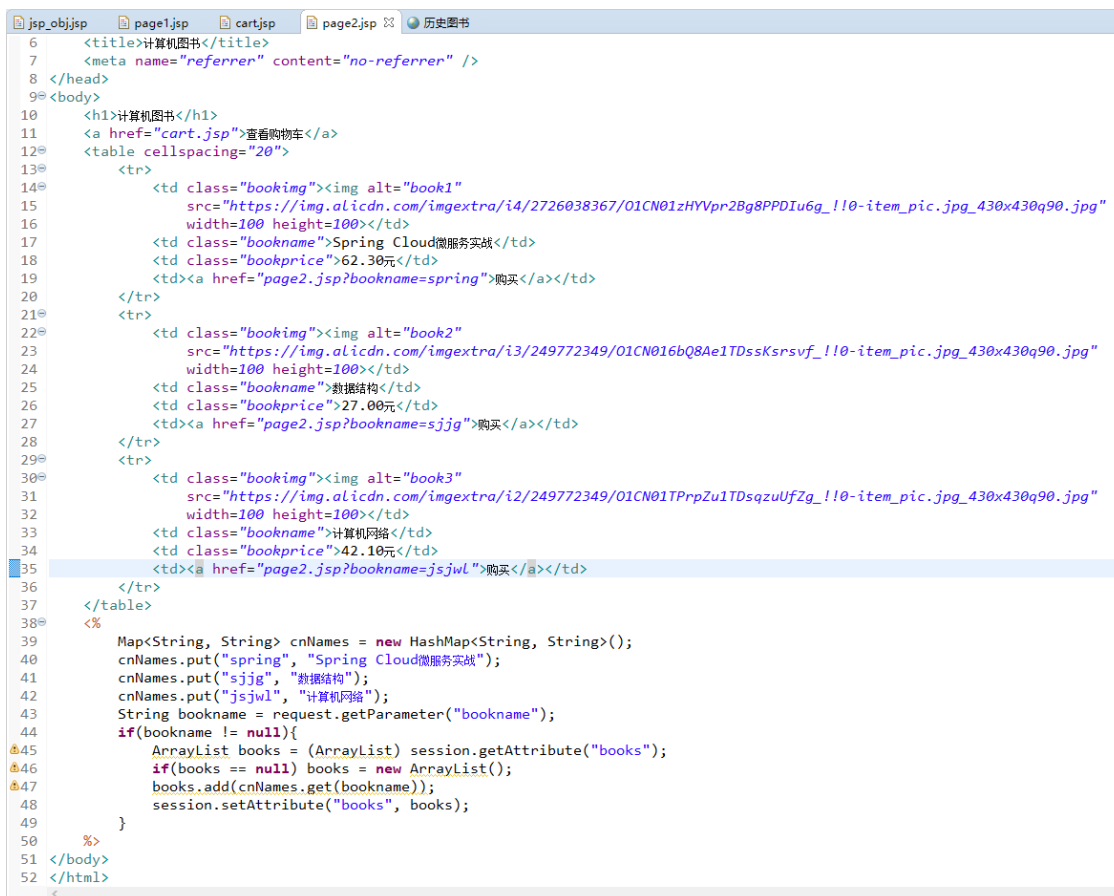 jsp_obj.jsp page1.jsp cart.jsp page2.jsp 历史图书
6 <title>计算机图书</title>
7 <meta name="referrer" content="no-referrer" />
8 </head>
9 <body>
10 <h1>计算机图书</h1>
11 <a href="cart.jsp">查看购物车</a>
12 <table cellspacing="20">
13 <tr>
14 <td class="bookimg"><img alt="book1"
15 src="https://img.alicdn.com/imgextra/i4/2726038367/O1CN01zHYVpr2Bg8PPDIu6g_!!0-item_pic.jpg_430x430q90.jpg"
16 width=100 height=100></td>
17 <td class="bookname">Spring Cloud微服务实战</td>
18 <td class="bookprice">62.30元</td>
19 <td><a href="page2.jsp?bookname=spring">购买</a></td>
20 </tr>
21 <tr>
22 <td class="bookimg"><img alt="book2"
23 src="https://img.alicdn.com/imgextra/i3/249772349/O1CN016bQ8Ae1TDssKsrsvf_!!0-item_pic.jpg_430x430q90.jpg"
24 width=100 height=100></td>
25 <td class="bookname">数据结构</td>
26 <td class="bookprice">27.00元</td>
27 <td><a href="page2.jsp?bookname=sjjg">购买</a></td>
28 </tr>
29 <tr>
30 <td class="bookimg"><img alt="book3"
31 src="https://img.alicdn.com/imgextra/i2/249772349/O1CN01TPrpZu1TDsqzuUfZg_!!0-item_pic.jpg_430x430q90.jpg"
32 width=100 height=100></td>
33 <td class="bookname">计算机网络</td>
34 <td class="bookprice">42.10元</td>
35 <td><a href="page2.jsp?bookname=jsjwl">购买</a></td>
36 </tr>
37 </table>
38 <%
39 Map<String, String> cnNames = new HashMap<String, String>();
40 cnNames.put("spring", "Spring Cloud微服务实战");
41 cnNames.put("sjjg", "数据结构");
42 cnNames.put("jsjwl", "计算机网络");
43 String bookname = request.getParameter("bookname");
44 if(bookname != null){
45 ArrayList books = (ArrayList) session.getAttribute("books");
46 if(books == null) books = new ArrayList();
47 books.add(cnNames.get(bookname));
48 session.setAttribute("books", books);
49 }
50 %>
51 </body>
52 </html>